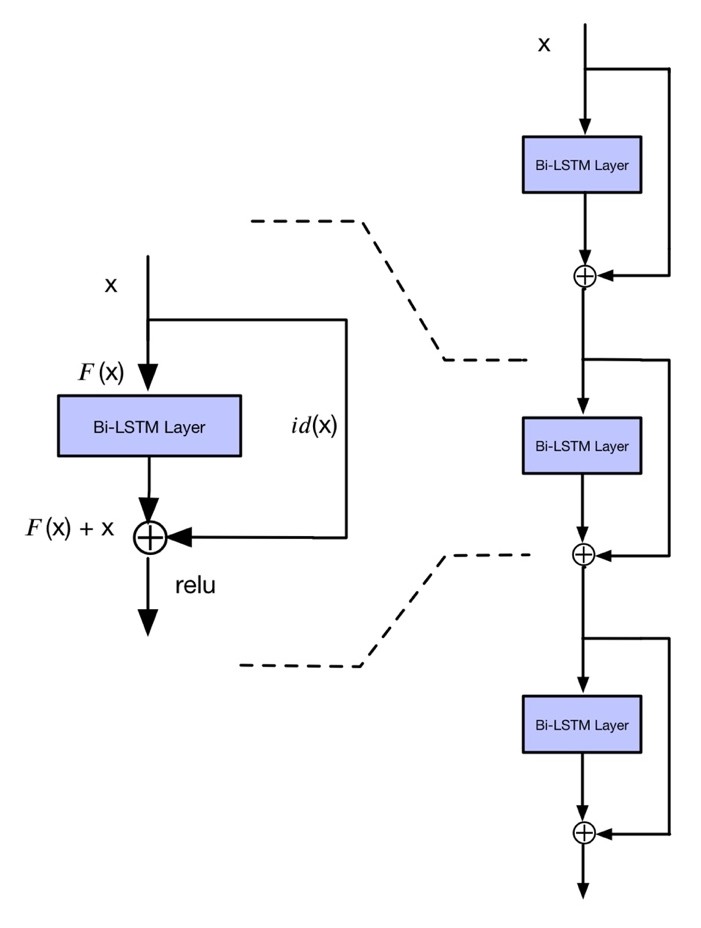 x
F(x)
Bi-LSTM Layer
id(x)
F(x) + x
relu
x
Bi-LSTM Layer
Bi-LSTM Layer
Bi-LSTM Layer